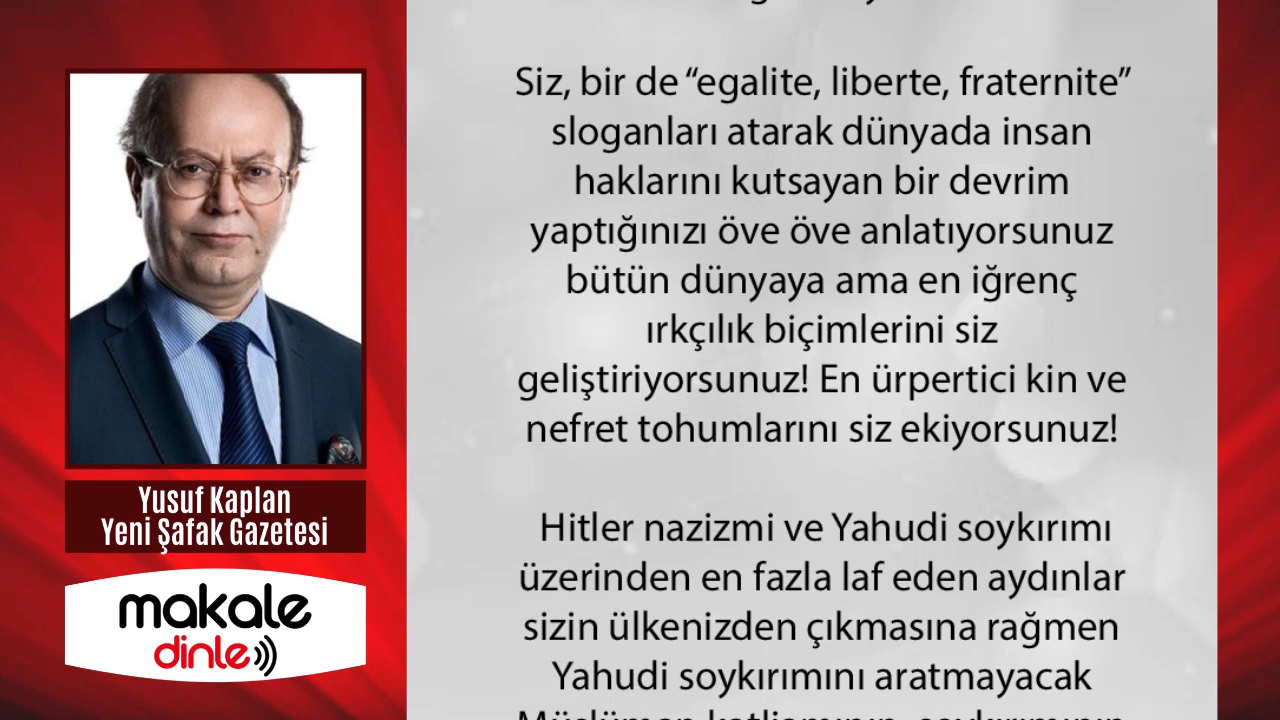 Siz, bir de “egalite, liberte, fraternite”
sloganları atarak dünyada insan
haklarını kutsayan bir devrim
yaptığınızı öve öve anlatıyorsunuz
bütün dünyaya ama en iğrenç
ırkçılık biçimlerini siz
geliştiriyorsunuz! En ürpertici kin ve
nefret tohumlarını siz ekiyorsunuz!
Hitler nazizmi ve Yahudi soykırımı
üzerinden en fazla laf eden aydınlar
sizin ülkenizden çıkmasına rağmen
Yahudi soykırımını aratmayacak
Yusuf Kaplan
Yeni Şafak Gazetesi
makale
dinle